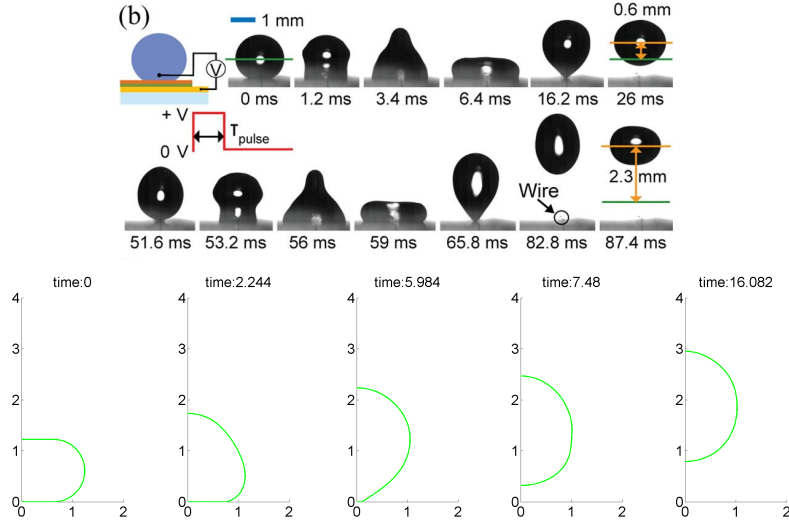 (b)
1 mm
0.6 mm
V
0 ms
1.2 ms
3.4 ms
6.4 ms
16.2 ms
26 ms
+ V
0 V
τpulse
Wire
2.3 mm
51.6 ms
53.2 ms
56 ms
59 ms
65.8 ms
82.8 ms
87.4 ms
time:0
time:2.244
time:5.984
time:7.48
time:16.082
4 4 4 4 4
3 3 3 3 3
2 2 2 2 2
1 1 1 1 1
0 0 0 0 0
0 1 2 0 1 2 0 1 2 0 1 2 0 1 2